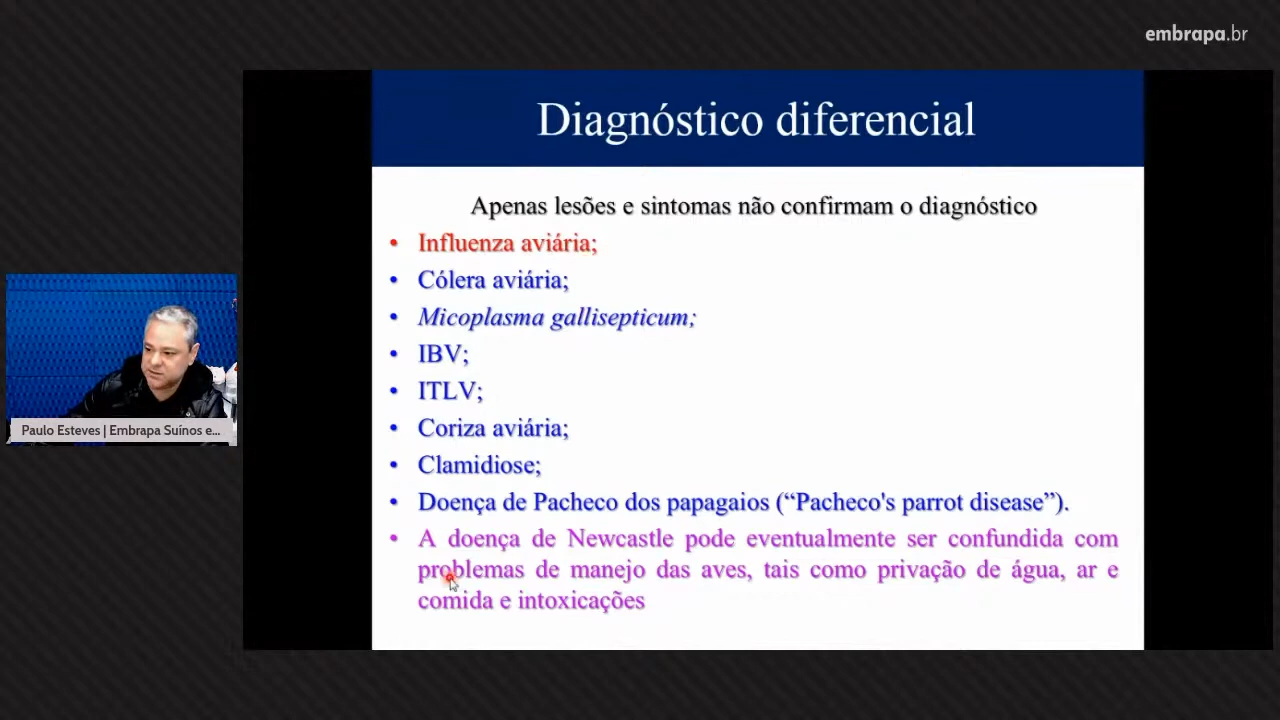 embrapa.br
Diagnóstico diferencial
Apenas lesões e sintomas não confirmam o diagnóstico
• Influenza aviária;
• Cólera aviária;
• Micoplasma gallisepticum;
• IBV;
• ITLV;
• Coriza aviária;
• Clamidiose;
• Doença de Pacheco dos papagaios (“Pacheco's parrot disease”).
• A doença de Newcastle pode eventualmente ser confundida com
problemas de manejo das aves, tais como privação de água, ar e
comida e intoxicações
Paulo Esteves | Embrapa Suínos e...